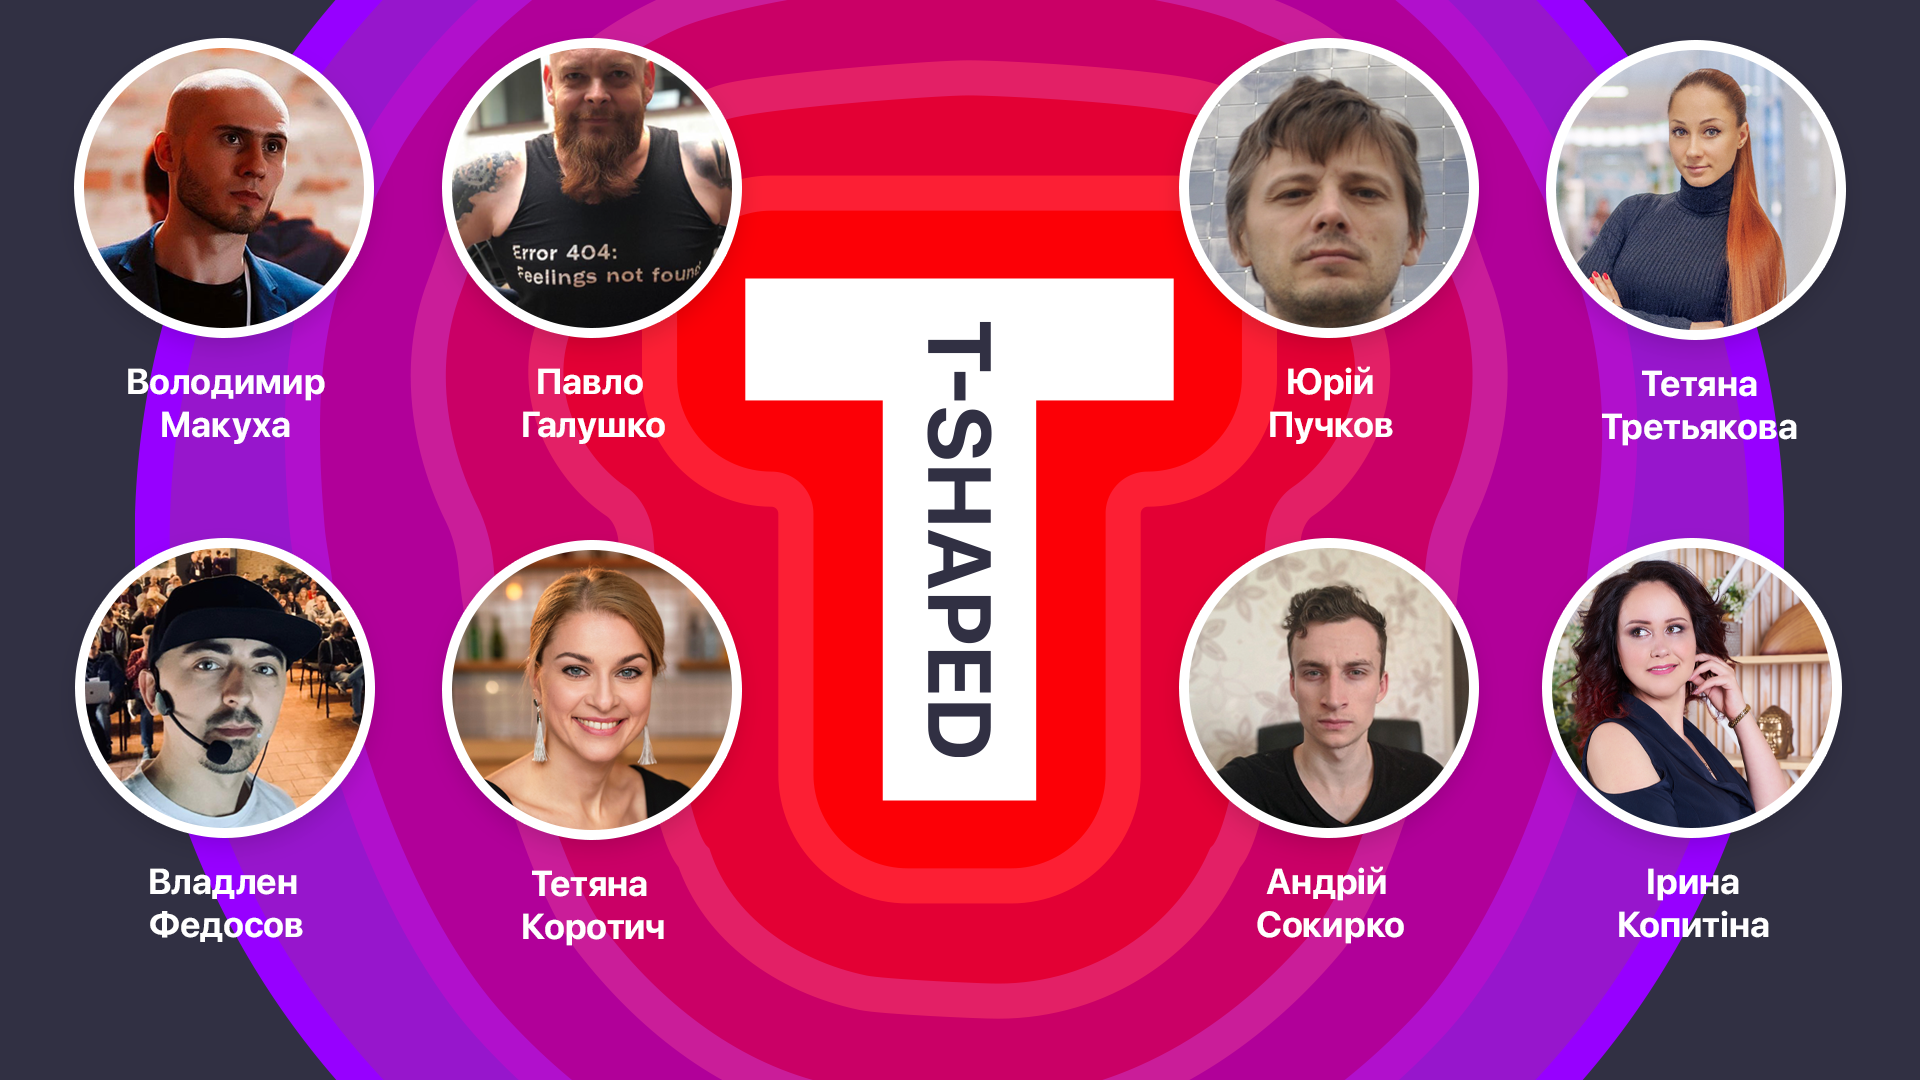 Error 404:
Feelings not found
T-SHAPED
Володимир
Макуха
Павло
Галушко
Юрій
Пучков
Тетяна
Третьякова
Владлен
Федосов
Тетяна
Коротич
Андрій
Сокирко
Ірина
Копитіна